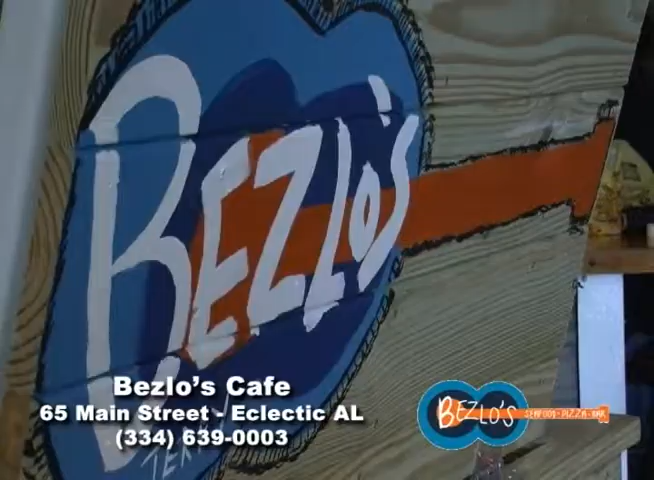 BEZLO'S
Bezlo's Cafe
65 Main Street - Eclectic AL
(334) 639-0003
BEZLO'S SEAFOOD-PIZZA-BAR